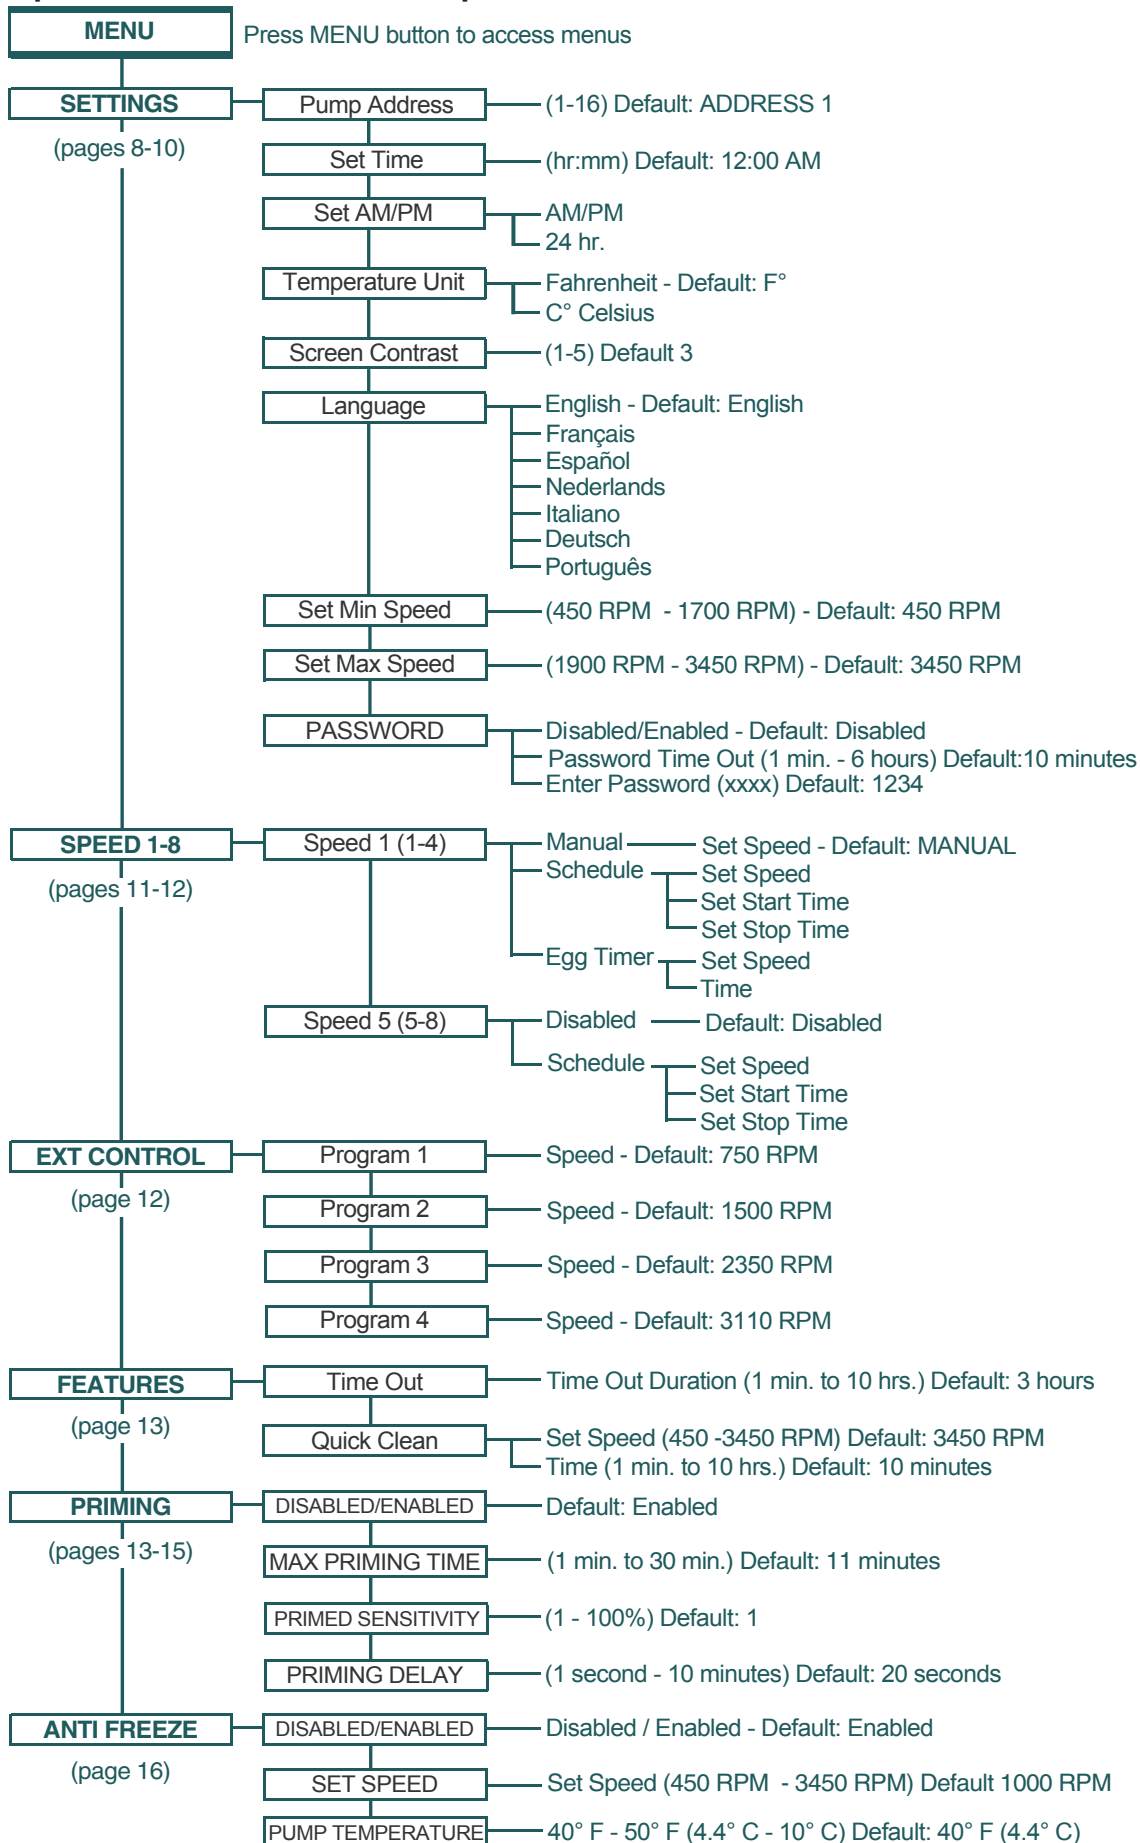 MENU
Press MENU button to access menus
SETTINGS
(pages 8-10)
Pump Address
(1-16) Default: ADDRESS 1
Set Time
(hr:mm) Default: 12:00 AM
Set AM/PM
AM/PM
24 hr.
Temperature Unit
Fahrenheit - Default: F°
C° Celsius
Screen Contrast
(1-5) Default 3
Language
English - Default: English
Français
Español
Nederlands
Italiano
Deutsch
Português
Set Min Speed
(450 RPM - 1700 RPM) - Default: 450 RPM
Set Max Speed
(1900 RPM - 3450 RPM) - Default: 3450 RPM
PASSWORD
Disabled/Enabled - Default: Disabled
Password Time Out (1 min. - 6 hours) Default:10 minutes
Enter Password (xxxx) Default: 1234
SPEED 1-8
(pages 11-12)
Speed 1 (1-4)
Manual
Set Speed - Default: MANUAL
Schedule
Set Speed
Set Start Time
Set Stop Time
Egg Timer
Set Speed
Time
Speed 5 (5-8)
Disabled
Default: Disabled
Schedule
Set Speed
Set Start Time
Set Stop Time
EXT CONTROL
(page 12)
Program 1
Speed - Default: 750 RPM
Program 2
Speed - Default: 1500 RPM
Program 3
Speed - Default: 2350 RPM
Program 4
Speed - Default: 3110 RPM
FEATURES
(page 13)
Time Out
Time Out Duration (1 min. to 10 hrs.) Default: 3 hours
Quick Clean
Set Speed (450 -3450 RPM) Default: 3450 RPM
Time (1 min. to 10 hrs.) Default: 10 minutes
PRIMING
(pages 13-15)
DISABLED/ENABLED
Default: Enabled
MAX PRIMING TIME
(1 min. to 30 min.) Default: 11 minutes
PRIMED SENSITIVITY
(1 - 100%) Default: 1
PRIMING DELAY
(1 second - 10 minutes) Default: 20 seconds
ANTI FREEZE
(page 16)
DISABLED/ENABLED
Disabled / Enabled - Default: Enabled
SET SPEED
Set Speed (450 RPM - 3450 RPM) Default 1000 RPM
PUMP TEMPERATURE
40° F - 50° F (4.4° C - 10° C) Default: 40° F (4.4° C)